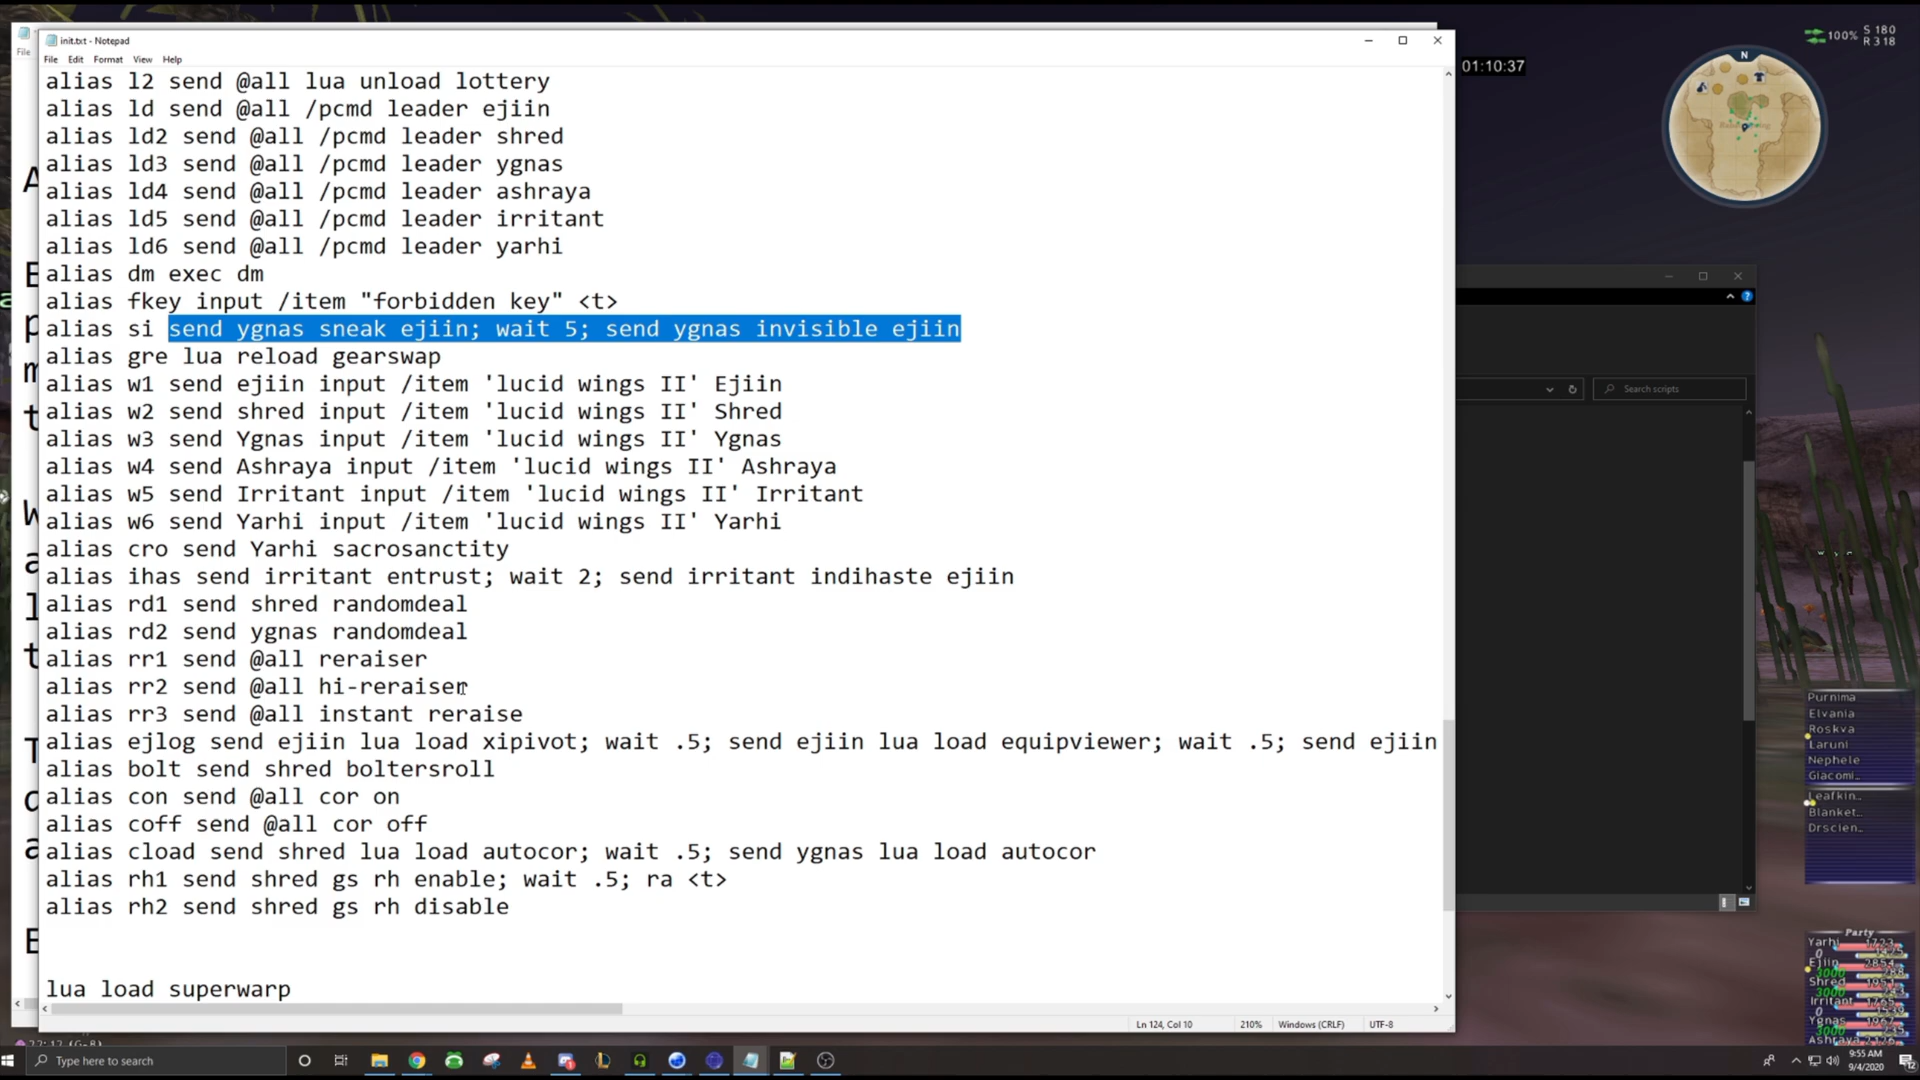 init.txt - Notepad
File Edit Format View Help
alias l2 send @all lua unload lottery
alias ld send @all /pcmd leader ejiin
alias ld2 send @all /pcmd leader shred
alias ld3 send @all /pcmd leader ygnas
alias ld4 send @all /pcmd leader ashraya
alias ld5 send @all /pcmd leader irritant
alias ld6 send @all /pcmd leader yarhi
alias dm exec dm
alias fkey input /item "forbidden key" <t>
alias si send ygnas sneak ejiin; wait 5; send ygnas invisible ejiin
alias gre lua reload gearswap
alias w1 send ejiin input /item 'lucid wings II' Ejiin
alias w2 send shred input /item 'lucid wings II' Shred
alias w3 send Ygnas input /item 'lucid wings II' Ygnas
alias w4 send Ashraya input /item 'lucid wings II' Ashraya
alias w5 send Irritant input /item 'lucid wings II' Irritant
alias w6 send Yarhi input /item 'lucid wings II' Yarhi
alias cro send Yarhi sacrosanctity
alias ihas send irritant entrust; wait 2; send irritant indihaste ejiin
alias rd1 send shred randomdeal
alias rd2 send ygnas randomdeal
alias rr1 send @all reraiser
alias rr2 send @all hi-reraiser
alias rr3 send @all instant reraise
alias ejlog send ejiin lua load xipivot; wait .5; send ejiin lua load equipviewer; wait .5; send ejiin
alias bolt send shred boltersroll
alias con send @all cor on
alias coff send @all cor off
alias cload send shred lua load autocor; wait .5; send ygnas lua load autocor
alias rh1 send shred gs rh enable; wait .5; ra <t>
alias rh2 send shred gs rh disable
lua load superwarp
Ln 124, Col 10 210% Windows (CRLF) UTF-8
01:10:37
100% S 180
R 318
N
Search scripts
Purnima
Elvania
Roskva
Laruni
Nephele
Giacomi..
Leafkin..
Blanket..
Drscien..
Party
Yarhi
Ejiin
3000
Shred
3000
Irritant
Ygnas
3000
Ashraya
Type here to search
9:55 AM
9/4/2020